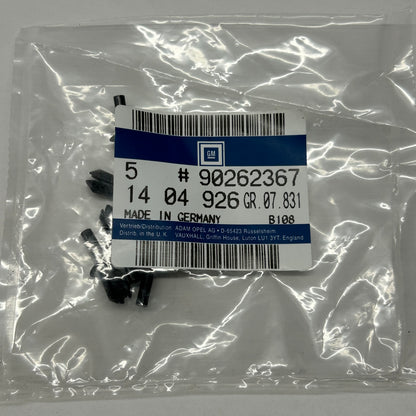 GM
5 # 90262367
14 04 926 GR.07.831
MADE IN GERMANY B108
Vertrieb/Distribution: ADAM OPEL AG • D-65423 Rüsselsheim
Distrib. in the U.K. VAUXHALL, Griffin House, Luton LU1 3YT, England